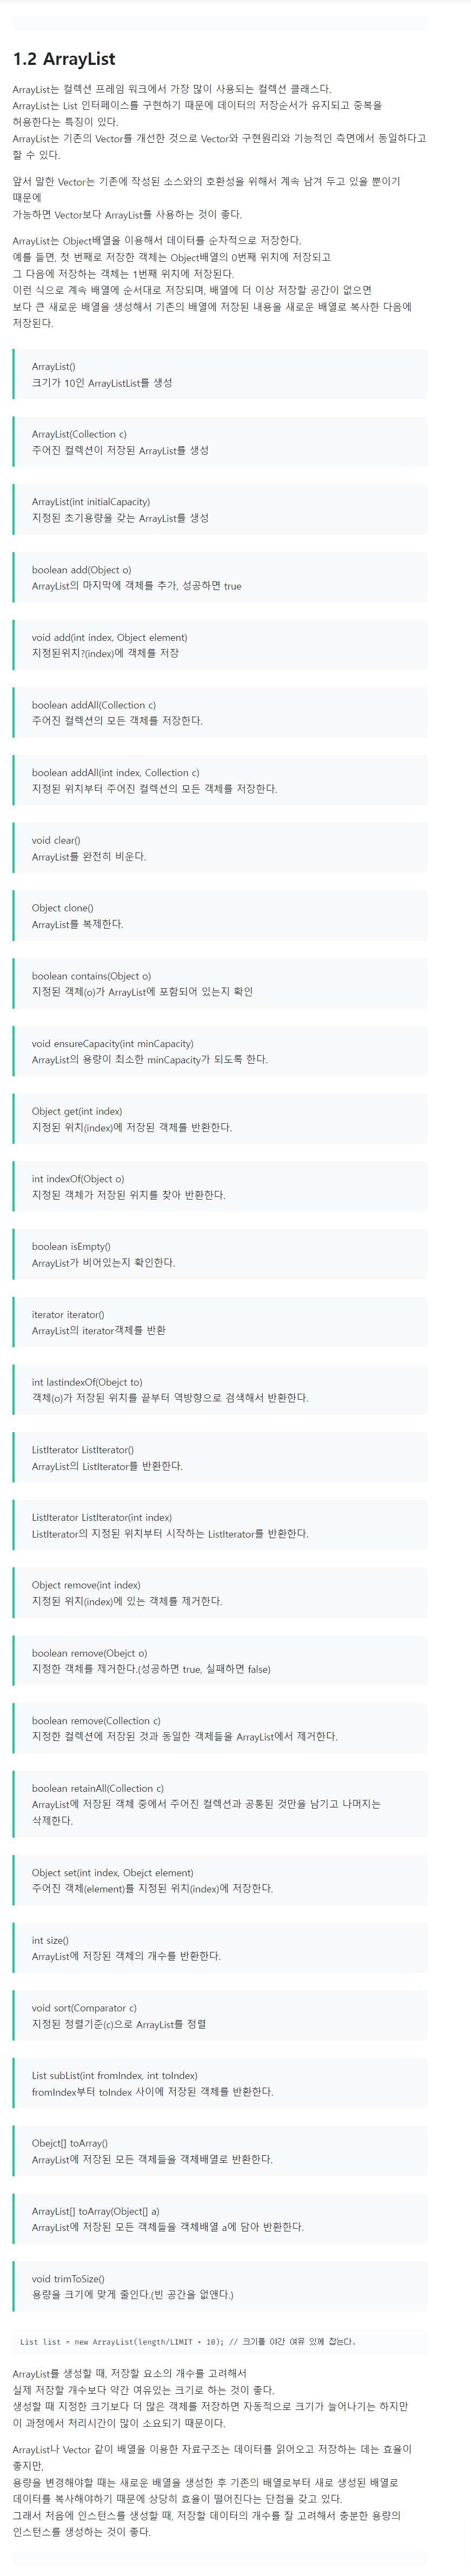 1.2 ArrayList
ArrayList는 컬렉션 프레임 워크에서 가장 많이 사용되는 컬렉션 클래스다.
ArrayList는 List 인터페이스를 구현하기 때문에 데이터의 저장순서가 유지되고 중복을
허용한다는 특징이 있다.
ArrayList는 기존의 Vector를 개선한 것으로 Vector와 구현원리와 기능적인 측면에서 동일하다고
할 수 있다.
앞서 말한 Vector는 기존에 작성된 소스와의 호환성을 위해서 계속 남겨 두고 있을 뿐이기
때문에
가능하면 Vector보다 ArrayList를 사용하는 것이 좋다.
ArrayList는 Object배열을 이용해서 데이터를 순차적으로 저장한다.
예를 들면, 첫 번째로 저장한 객체는 Object배열의 0번째 위치에 저장되고
그 다음에 저장하는 객체는 1번째 위치에 저장된다.
이런 식으로 계속 배열에 순서대로 저장되며, 배열에 더 이상 저장할 공간이 없으면
보다 큰 새로운 배열을 생성해서 기존의 배열에 저장된 내용을 새로운 배열로 복사한 다음에
저장된다.
ArrayList()
크기가 10인 ArrayListList를 생성
ArrayList(Collection c)
주어진 컬렉션이 저장된 ArrayList를 생성
ArrayList(int initialCapacity)
지정된 초기용량을 갖는 ArrayList를 생성
boolean add(Object o)
ArrayList의 마지막에 객체를 추가, 성공하면 true
void add(int index, Object element)
지정된위치?(index)에 객체를 저장
boolean addAll(Collection c)
주어진 컬렉션의 모든 객체를 저장한다.
boolean addAll(int index, Collection c)
지정된 위치부터 주어진 컬렉션의 모든 객체를 저장한다.
void clear()
ArrayList를 완전히 비운다.
Object clone()
ArrayList를 복제한다.
boolean contains(Object o)
지정된 객체(o)가 ArrayList에 포함되어 있는지 확인
void ensureCapacity(int minCapacity)
ArrayList의 용량이 최소한 minCapacity가 되도록 한다.
Object get(int index)
지정된 위치(index)에 저장된 객체를 반환한다.
int indexOf(Object o)
지정된 객체가 저장된 위치를 찾아 반환한다.
boolean isEmpty()
ArrayList가 비어있는지 확인한다.
iterator iterator()
ArrayList의 iterator객체를 반환
int lastindexOf(Obejct to)
객체(o)가 저장된 위치를 끝부터 역방향으로 검색해서 반환한다.
ListIterator ListIterator()
ArrayList의 ListIterator를 반환한다.
ListIterator ListIterator(int index)
ListIterator의 지정된 위치부터 시작하는 ListIterator를 반환한다.
Object remove(int index)
지정된 위치(index)에 있는 객체를 제거한다.
boolean remove(Obejct o)
지정한 객체를 제거한다.(성공하면 true, 실패하면 false)
boolean remove(Collection c)
지정한 컬렉션에 저장된 것과 동일한 객체들을 ArrayList에서 제거한다.
boolean retainAll(Collection c)
ArrayList에 저장된 객체 중에서 주어진 컬렉션과 공통된 것만을 남기고 나머지는
삭제한다.
Object set(int index, Obejct element)
주어진 객체(element)를 지정된 위치(index)에 저장한다.
int size()
ArrayList에 저장된 객체의 개수를 반환한다.
void sort(Comparator c)
지정된 정렬기준(c)으로 ArrayList를 정렬
List subList(int fromIndex, int toIndex)
fromIndex부터 toIndex 사이에 저장된 객체를 반환한다.
Obejct[] toArray()
ArrayList에 저장된 모든 객체들을 객체배열로 반환한다.
ArrayList[] toArray(Object[] a)
ArrayList에 저장된 모든 객체들을 객체배열 a에 담아 반환한다.
void trimToSize()
용량을 크기에 맞게 줄인다.(빈 공간을 없앤다.)
List list = new ArrayList(length/LIMIT + 10); // 크기를 약간 여유 있께 잡는다.
ArrayList를 생성할 때, 저장할 요소의 개수를 고려해서
실제 저장할 개수보다 약간 여유있는 크기로 하는 것이 좋다.
생성할 때 지정한 크기보다 더 많은 객체를 저장하면 자동적으로 크기가 늘어나기는 하지만
이 과정에서 처리시간이 많이 소요되기 때문이다.
ArrayList나 Vector 같이 배열을 이용한 자료구조는 데이터를 읽어오고 저장하는 데는 효율이
좋지만,
용량을 변경해야할 때는 새로운 배열을 생성한 후 기존의 배열로부터 새로 생성된 배열로
데이터를 복사해야하기 때문에 상당히 효율이 떨어진다는 단점을 갖고 있다.
그래서 처음에 인스턴스를 생성할 때, 저장할 데이터의 개수를 잘 고려해서 충분한 용량의
인스턴스를 생성하는 것이 좋다.